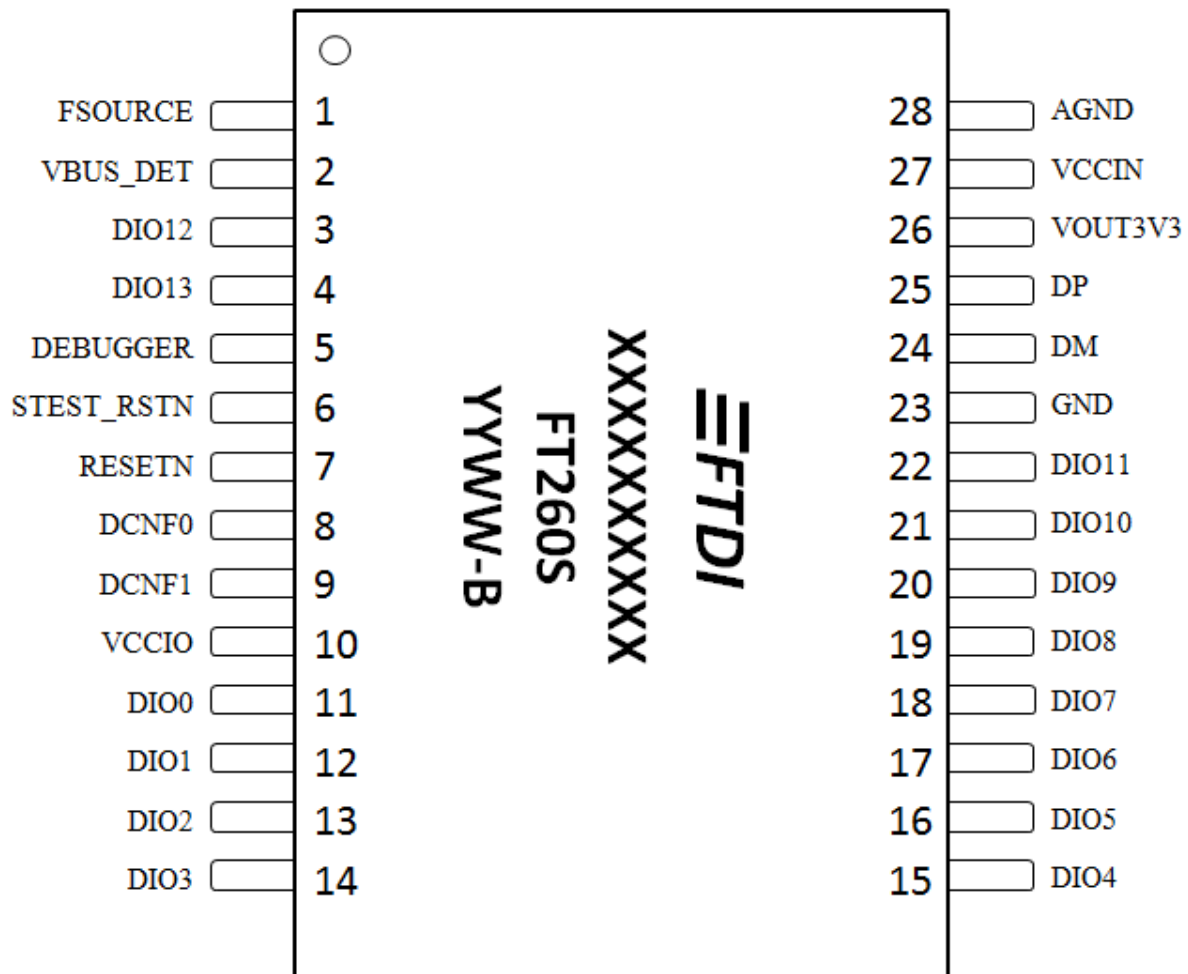 FSOURCE 1 28 AGND
VBUS_DET 2 27 VCCIN
DIO12 3 26 VOUT3V3
DIO13 4 25 DP
DEBUGGER 5 24 DM
STEST_RSTN 6 23 GND
RESETN 7 22 DIO11
DCNF0 8 21 DIO10
DCNF1 9 20 DIO9
VCCIO 10 19 DIO8
DIO0 11 18 DIO7
DIO1 12 17 DIO6
DIO2 13 16 DIO5
DIO3 14 15 DIO4
FTDI
XXXXXXXXXX
FT260S
YYWW-B